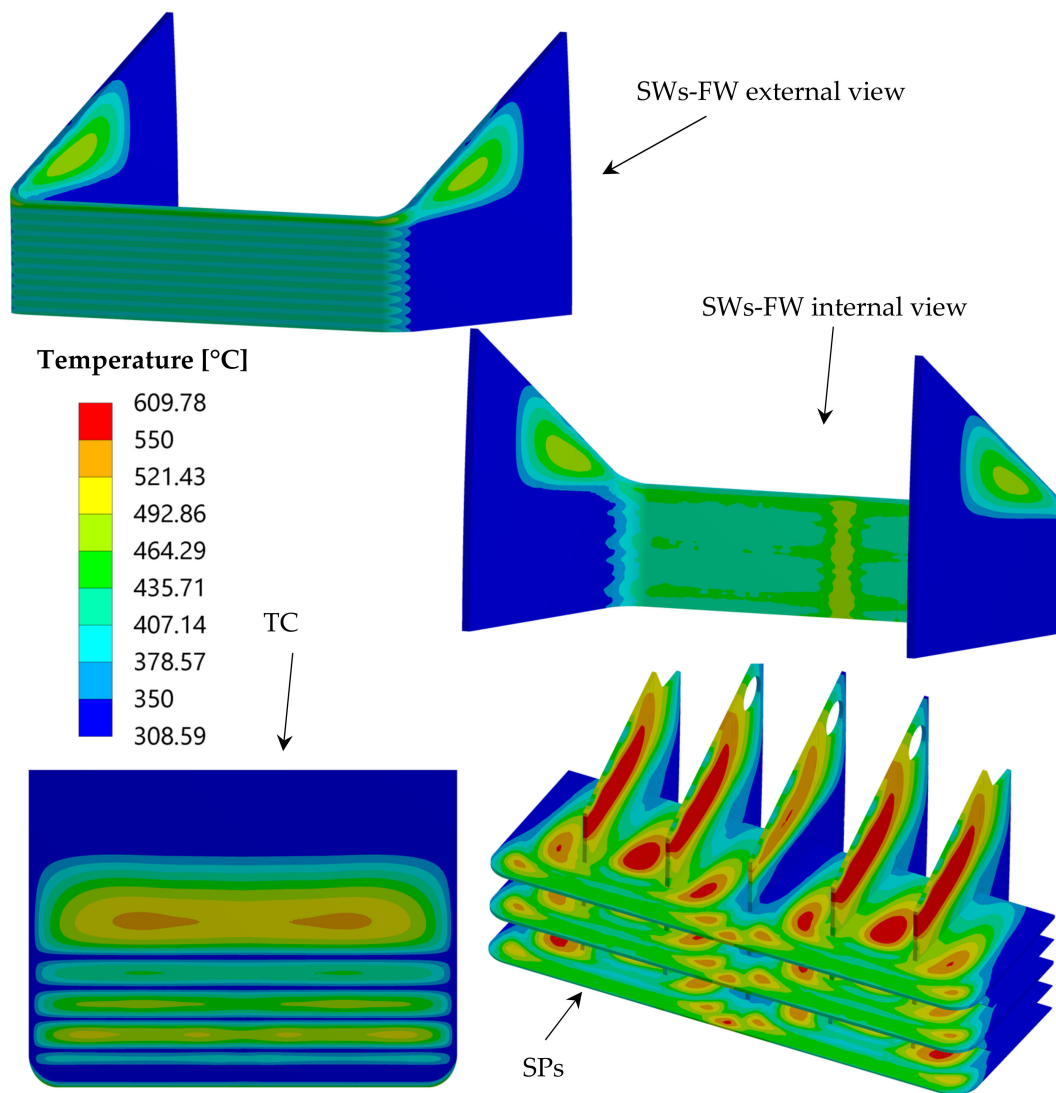 SWs-FW external view
SWs-FW internal view
Temperature [°C]
609.78
550
521.43
492.86
464.29
435.71
407.14
378.57
350
308.59
TC
SPs